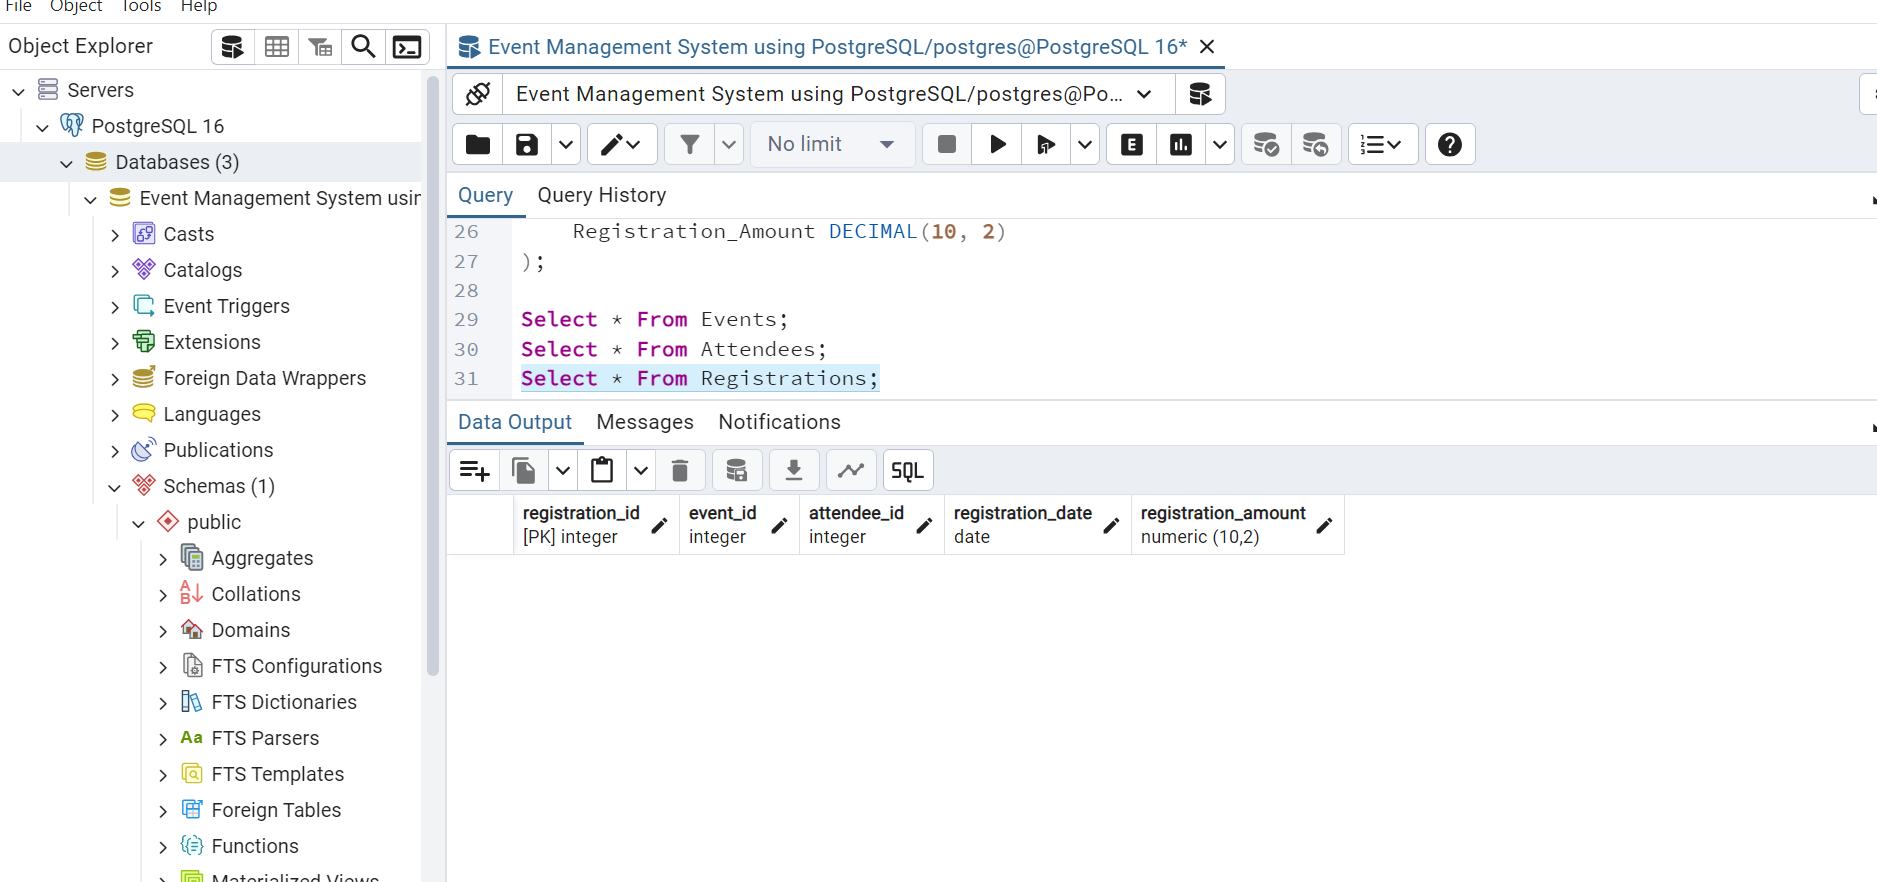 File Object Tools Help
Object Explorer
Servers
PostgreSQL 16
Databases (3)
Event Management System usin
Casts
Catalogs
Event Triggers
Extensions
Foreign Data Wrappers
Languages
Publications
Schemas (1)
public
Aggregates
Collations
Domains
FTS Configurations
FTS Dictionaries
Aa FTS Parsers
FTS Templates
Foreign Tables
Functions
Materialized Views
Event Management System using PostgreSQL/postgres@PostgreSQL 16*
Event Management System using PostgreSQL/postgres@Po...
No limit
E
Query Query History
26 Registration_Amount DECIMAL(10, 2)
27 );
28
29 Select * From Events;
30 Select * From Attendees;
31 Select * From Registrations;
Data Output Messages Notifications
SQL
registration_id event_id attendee_id registration_date registration_amount
[PK] integer integer integer date numeric (10,2)